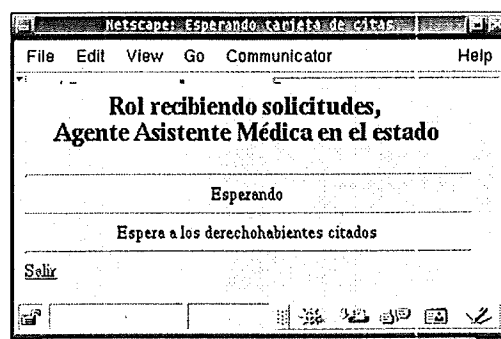 Netscape: Esperando tarjeta de citas
File Edit View Go Communicator Help
Rol recibiendo solicitudes,
Agente Asistente Médica en el estado
Esperando
Espera a los derechohabientes citados
Salir